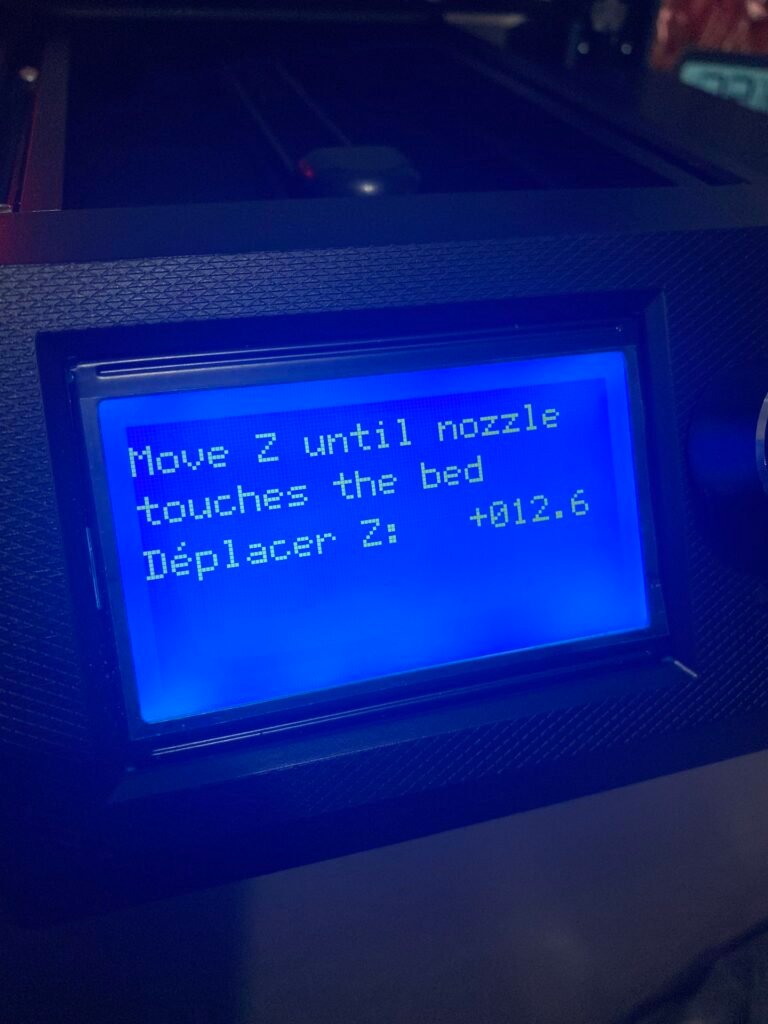 Move Z until nozzle
touches the bed
Déplacer Z: +012.6